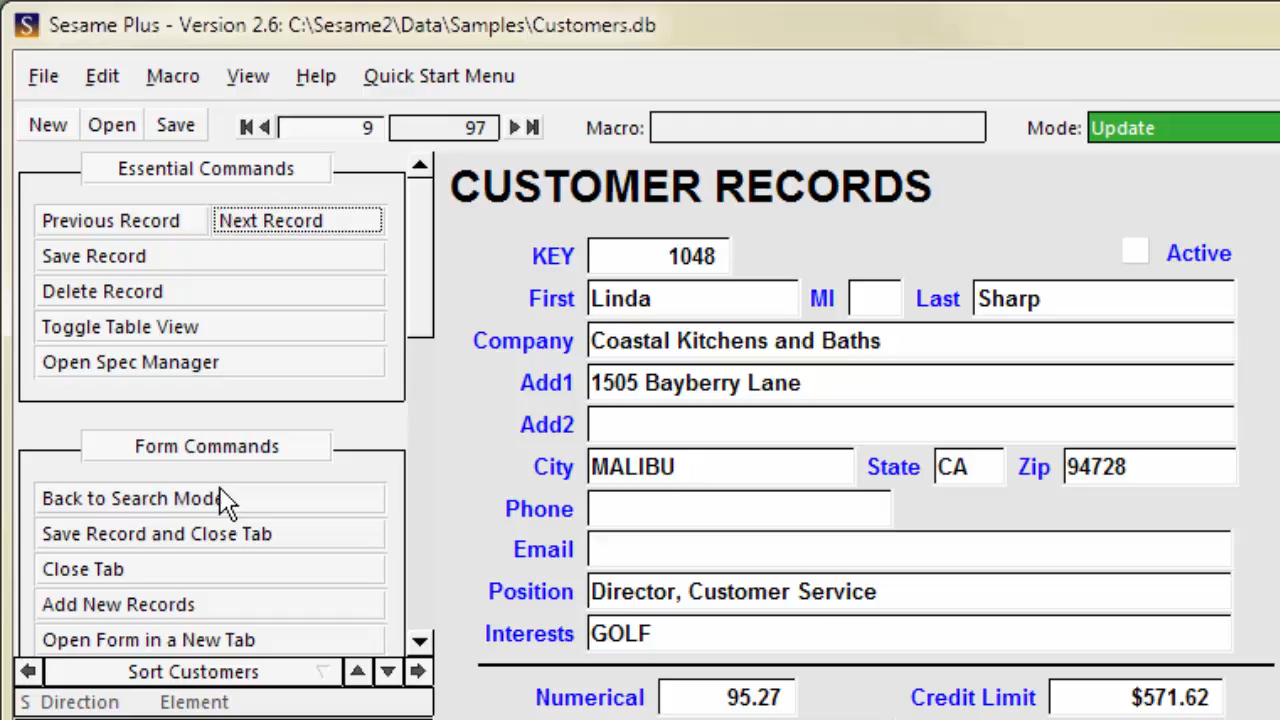 S Sesame Plus - Version 2.6: C:\Sesame2\Data\Samples\Customers.db
File Edit Macro View Help Quick Start Menu
New Open Save 9 97 Macro: Mode: Update
Essential Commands
Previous Record Next Record
Save Record
Delete Record
Toggle Table View
Open Spec Manager
Form Commands
Back to Search Mode
Save Record and Close Tab
Close Tab
Add New Records
Open Form in a New Tab
Sort Customers
S Direction Element
CUSTOMER RECORDS
KEY 1048 Active
First Linda MI Last Sharp
Company Coastal Kitchens and Baths
Add1 1505 Bayberry Lane
Add2
City MALIBU State CA Zip 94728
Phone
Email
Position Director, Customer Service
Interests GOLF
Numerical 95.27 Credit Limit $571.62